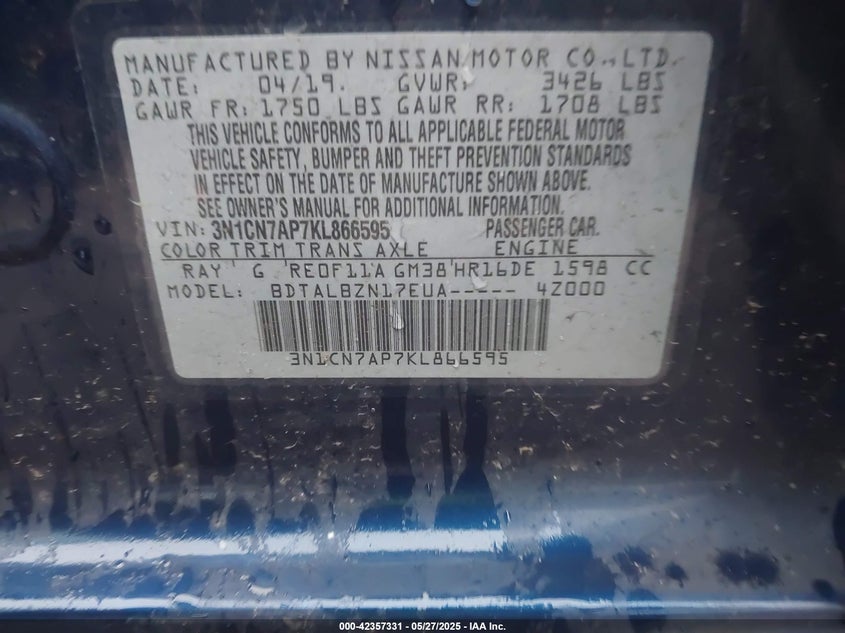 MANUFACTURED BY NISSAN MOTOR CO., LTD.
DATE: 04/19. GVWR: 3426 LBS
GAWR FR: 1750 LBS GAWR RR: 1708 LBS
THIS VEHICLE CONFORMS TO ALL APPLICABLE FEDERAL MOTOR
VEHICLE SAFETY, BUMPER AND THEFT PREVENTION STANDARDS
IN EFFECT ON THE DATE OF MANUFACTURE SHOWN ABOVE.
SEE OWNER'S MANUAL FOR ADDITIONAL INFORMATION.
VIN: 3N1CN7AP7KL866595 PASSENGER CAR.
COLOR TRIM TRANS AXLE ENGINE
RAY G RE0F11A GM38 HR16DE 1598 CC
MODEL: BDTALBZN17EUA----- 4Z000
3N1CN7AP7KL866595
000-42357331 - 05/27/2025 - IAA Inc.